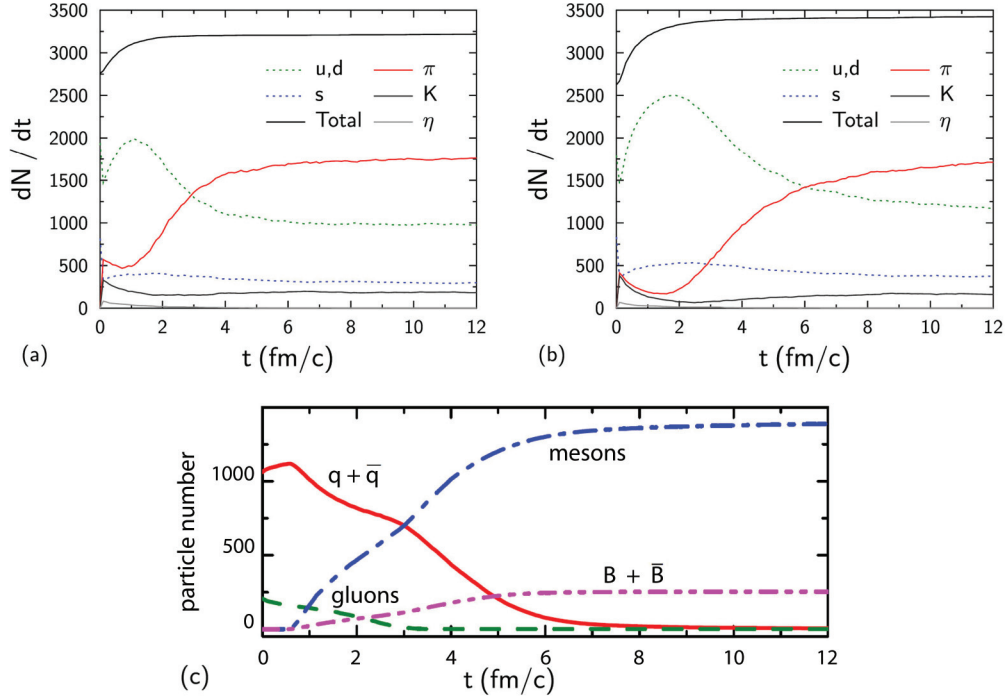 3500
3000
2500
2000
1500
1000
500
0
dN / dt
u,d
π
s
K
Total
η
0 2 4 6 8 10 12
t (fm/c)
(a)
3500
3000
2500
2000
1500
1000
500
0
dN / dt
u,d
π
s
K
Total
η
0 2 4 6 8 10 12
t (fm/c)
(b)
1000
500
0
particle number
q + q̅
mesons
gluons
B + B̅
0 2 4 6 8 10 12
t (fm/c)
(c)